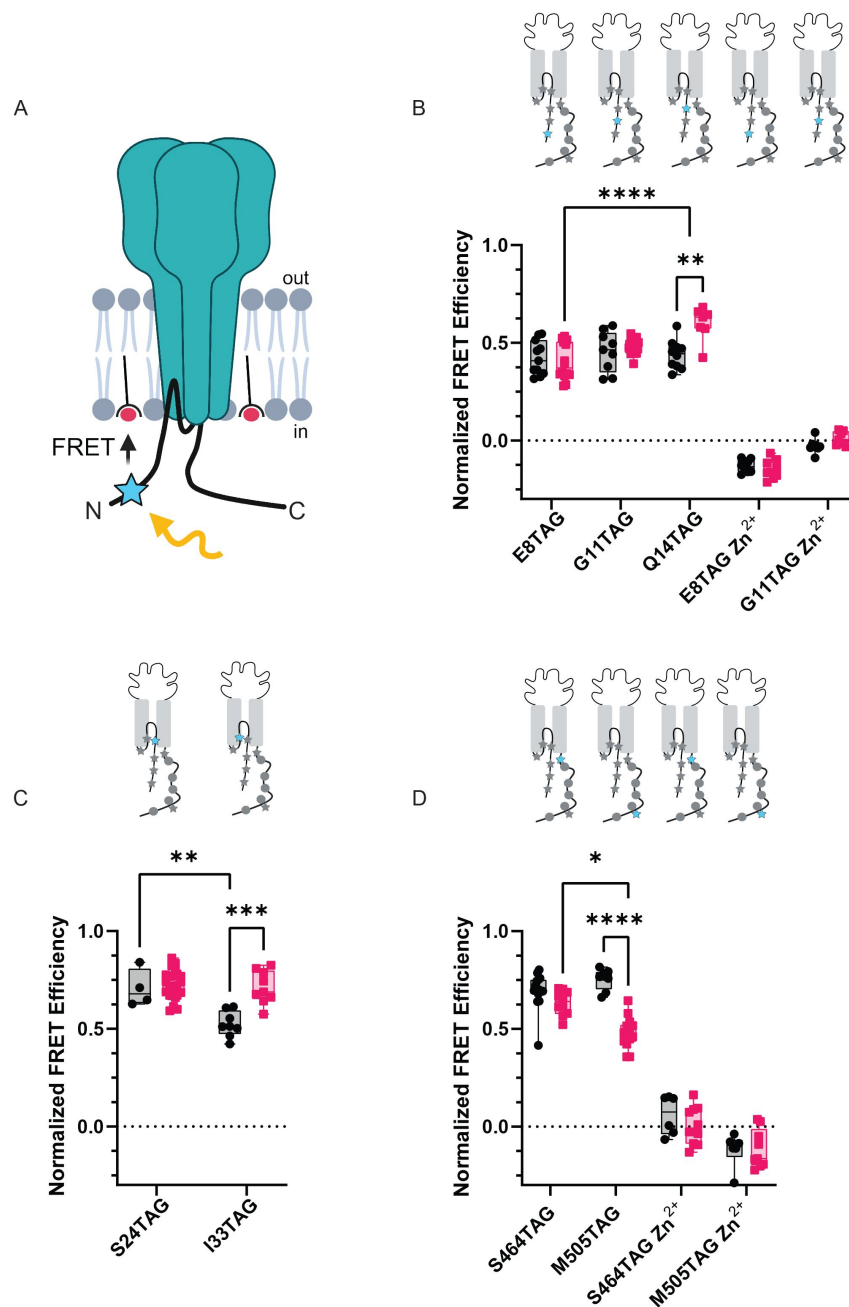 A
out
in
FRET
N
C
B
****
**
Normalized FRET Efficiency
1.0
0.5
0.0
E8TAG
G11TAG
Q14TAG
E8TAG Zn2+
G11TAG Zn2+
C
**
***
Normalized FRET Efficiency
1.0
0.5
0.0
S24TAG
I33TAG
D
*
****
Normalized FRET Efficiency
1.0
0.5
0.0
S464TAG
M505TAG
S464TAG Zn2+
M505TAG Zn2+